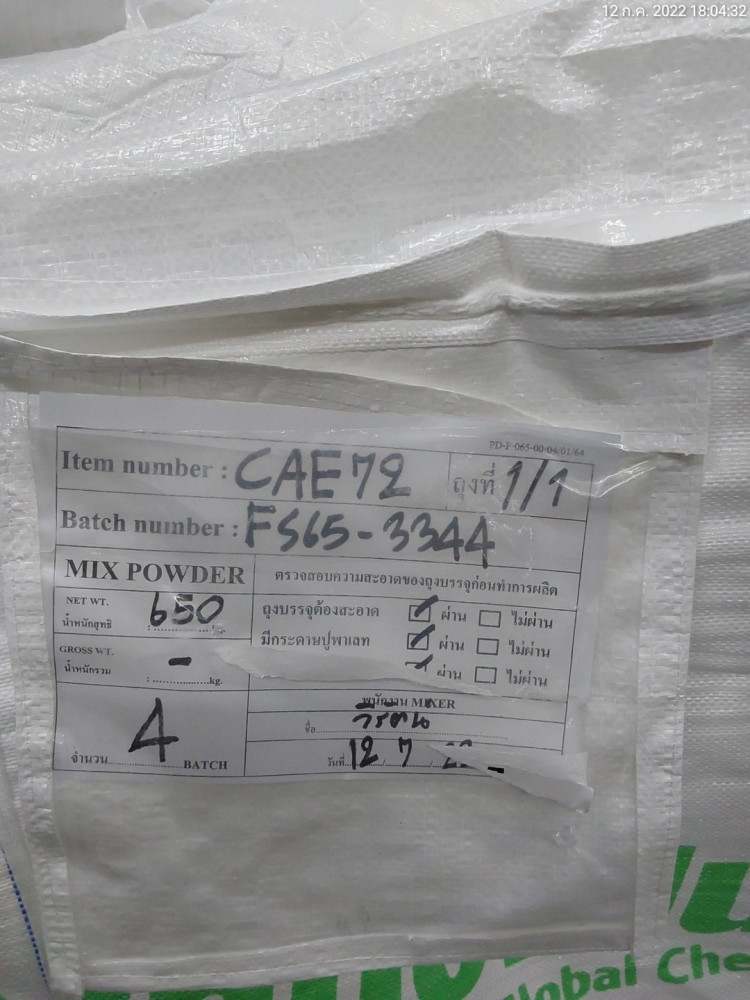 12 ก.ค. 2022 18:04:32
PD-F-065-00-04/01/64
Item number : CAE72 ถุงที่ 1/1
Batch number : FS65-3344
MIX POWDER
ตรวจสอบความสะอาดของถุงบรรจุก่อนทำการผลิต
NET WT.
น้ำหนักสุทธิ : 650
ถุงบรรจุต้องสะอาด ✓ ผ่าน ☐ ไม่ผ่าน
มีกระดานปูพาเลท ✓ ผ่าน ☐ ไม่ผ่าน
✓ ผ่าน ☐ ไม่ผ่าน
GROSS WT.
น้ำหนักรวม : - kg.
พนักงาน MIXER
ชื่อ
จำนวน 4 BATCH
วันที่ 12 / 7 / 22
lobal Che